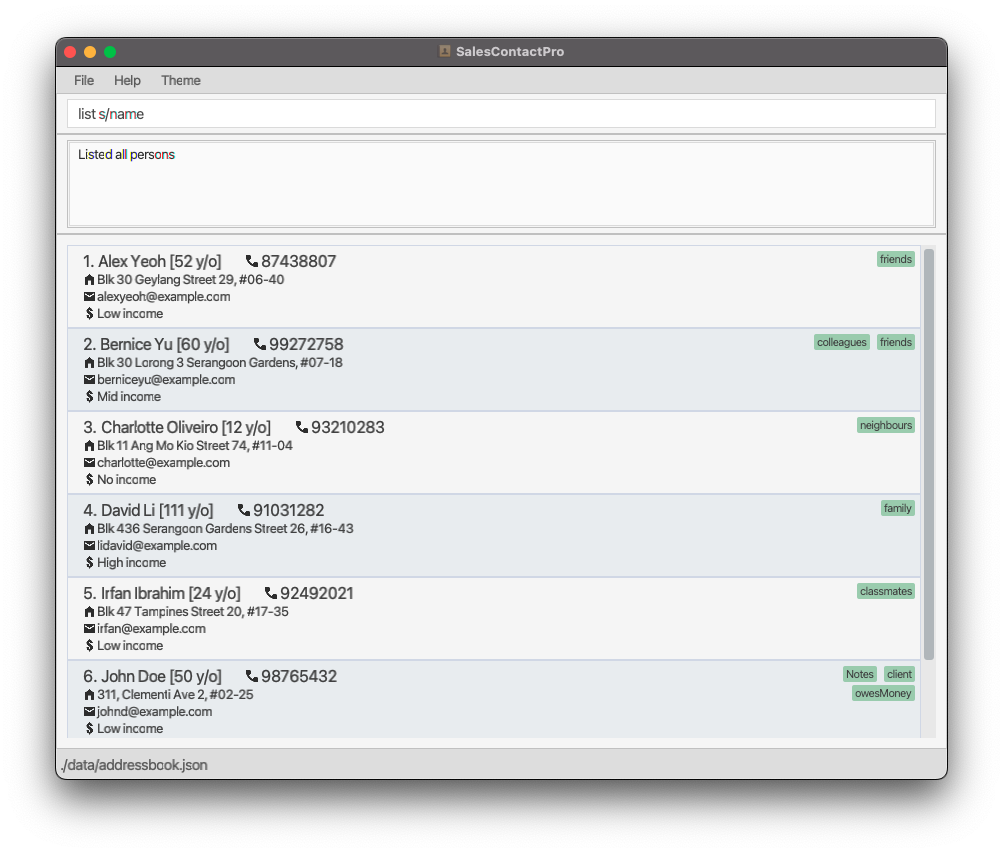 SalesContactPro
File Help Theme
list s/name
Listed all persons
1. Alex Yeoh [52 y/o] 87438807 friends
Blk 30 Geylang Street 29, #06-40
alexyeoh@example.com
$ Low income
2. Bernice Yu [60 y/o] 99272758 colleagues friends
Blk 30 Lorong 3 Serangoon Gardens, #07-18
berniceyu@example.com
$ Mid income
3. Charlotte Oliveiro [12 y/o] 93210283 neighbours
Blk 11 Ang Mo Kio Street 74, #11-04
charlotte@example.com
$ No income
4. David Li [111 y/o] 91031282 family
Blk 436 Serangoon Gardens Street 26, #16-43
lidavid@example.com
$ High income
5. Irfan Ibrahim [24 y/o] 92492021 classmates
Blk 47 Tampines Street 20, #17-35
irfan@example.com
$ Low income
6. John Doe [50 y/o] 98765432 Notes client
311, Clementi Ave 2, #02-25 owesMoney
johnd@example.com
$ Low income
./data/addressbook.json